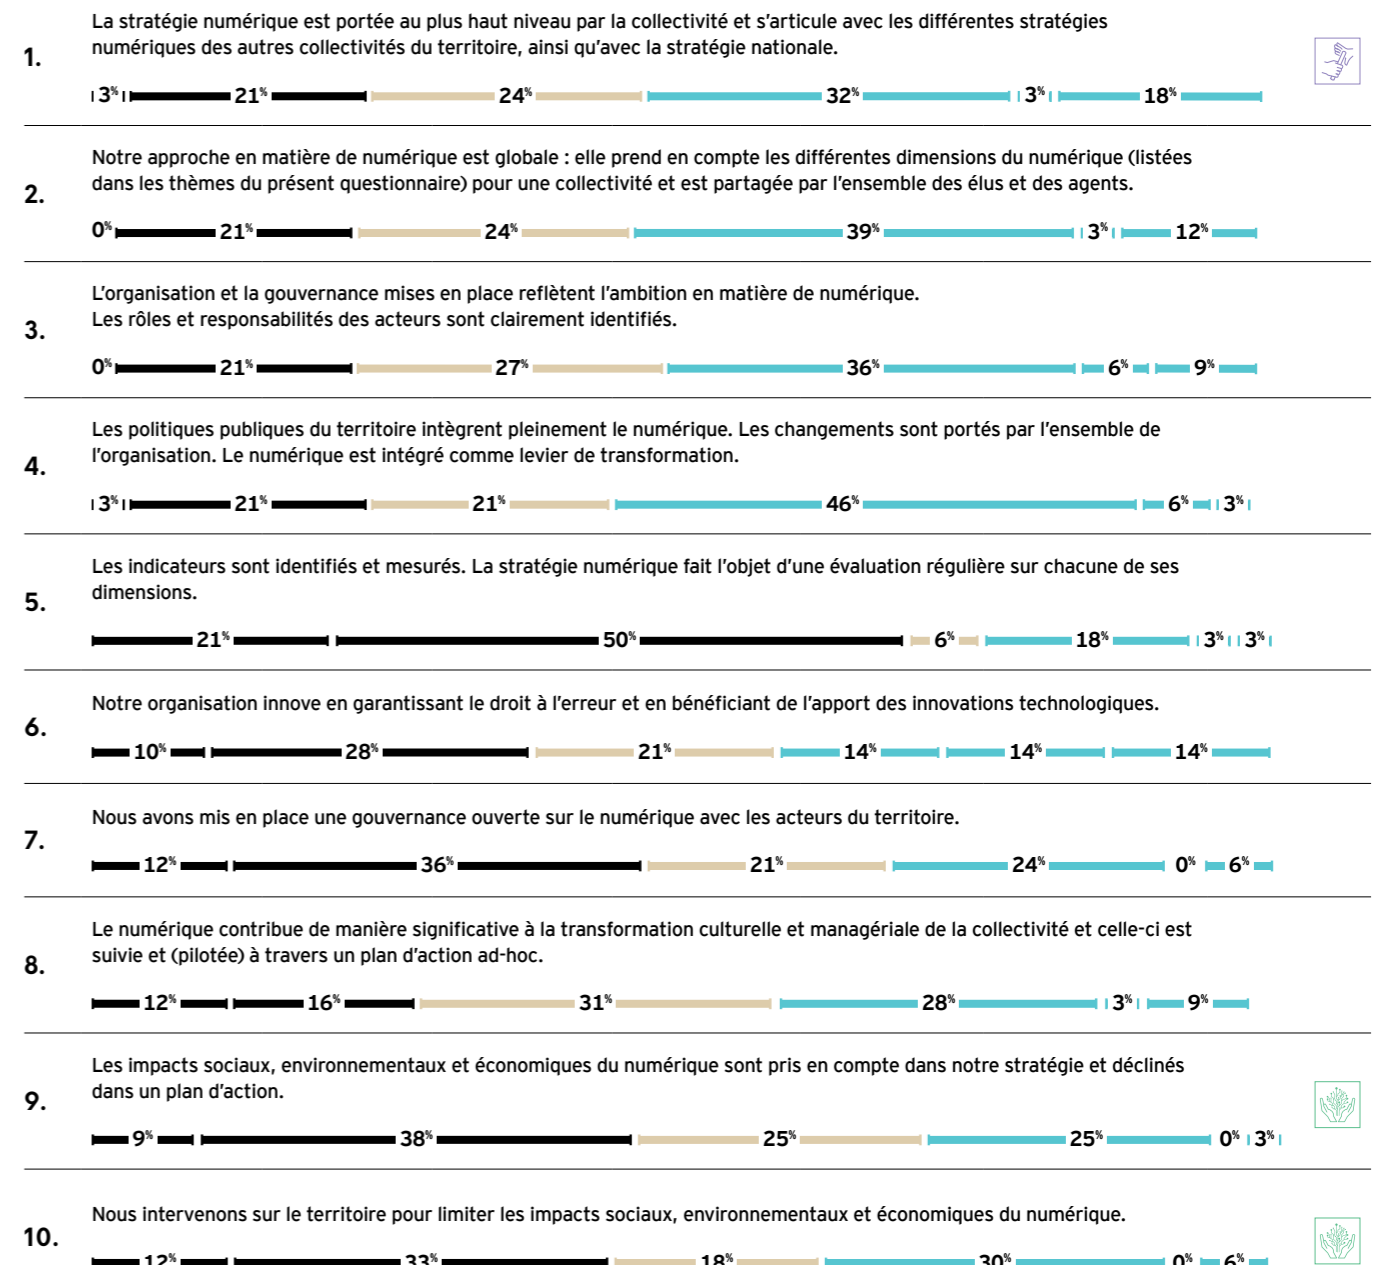 La stratégie numérique est portée au plus haut niveau par la collectivité et s'articule avec les différentes stratégies
numériques des autres collectivités du territoire, ainsi qu'avec la stratégie nationale.
1.
3% 21% 24% 32% 3% 18%
Notre approche en matière de numérique est globale : elle prend en compte les différentes dimensions du numérique (listées
dans les thèmes du présent questionnaire) pour une collectivité et est partagée par l'ensemble des élus et des agents.
2.
0% 21% 24% 39% 3% 12%
L'organisation et la gouvernance mises en place reflètent l'ambition en matière de numérique.
Les rôles et responsabilités des acteurs sont clairement identifiés.
3.
0% 21% 27% 36% 6% 9%
Les politiques publiques du territoire intègrent pleinement le numérique. Les changements sont portés par l'ensemble de
l'organisation. Le numérique est intégré comme levier de transformation.
4.
3% 21% 21% 46% 6% 3%
Les indicateurs sont identifiés et mesurés. La stratégie numérique fait l'objet d'une évaluation régulière sur chacune de ses
dimensions.
5.
21% 50% 6% 18% 3% 3%
Notre organisation innove en garantissant le droit à l'erreur et en bénéficiant de l'apport des innovations technologiques.
6.
10% 28% 21% 14% 14% 14%
Nous avons mis en place une gouvernance ouverte sur le numérique avec les acteurs du territoire.
7.
12% 36% 21% 24% 0% 6%
Le numérique contribue de manière significative à la transformation culturelle et managériale de la collectivité et celle-ci est
suivie et (pilotée) à travers un plan d'action ad-hoc.
8.
12% 16% 31% 28% 3% 9%
Les impacts sociaux, environnementaux et économiques du numérique sont pris en compte dans notre stratégie et déclinés
dans un plan d'action.
9.
9% 38% 25% 25% 0% 3%
Nous intervenons sur le territoire pour limiter les impacts sociaux, environnementaux et économiques du numérique.
10.
12% 33% 18% 30% 0% 6%